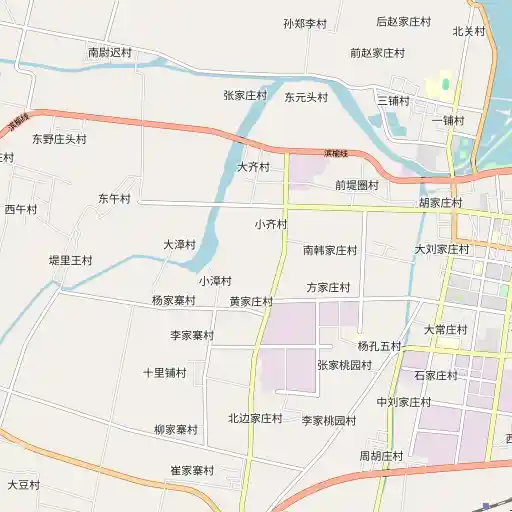 孙郑李村
后赵家庄村
北关村
南尉迟村
前赵家庄村
张家庄村
东元头村
三铺村
一铺村
滨榆线
东野庄头村
滨榆线
庄村
大齐村
前堤圈村
东午村
胡家庄村
西午村
小齐村
大漳村
南韩家庄村
大刘家庄村
堤里王村
小漳村
方家庄村
杨家寨村
黄家庄村
大常庄村
李家寨村
杨孔五村
张家桃园村
十里铺村
石家庄村
中刘家庄村
北边家庄村
李家桃园村
柳家寨村
西
周胡庄村
崔家寨村
大豆村